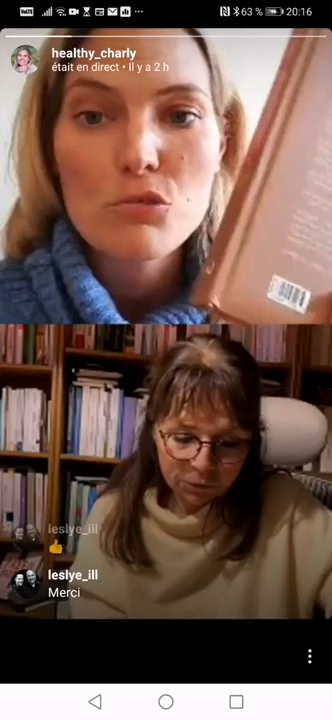 63 % 20:16
healthy_charly
était en direct • Il y a 2 h
leslye_ill
👍
leslye_ill
Merci